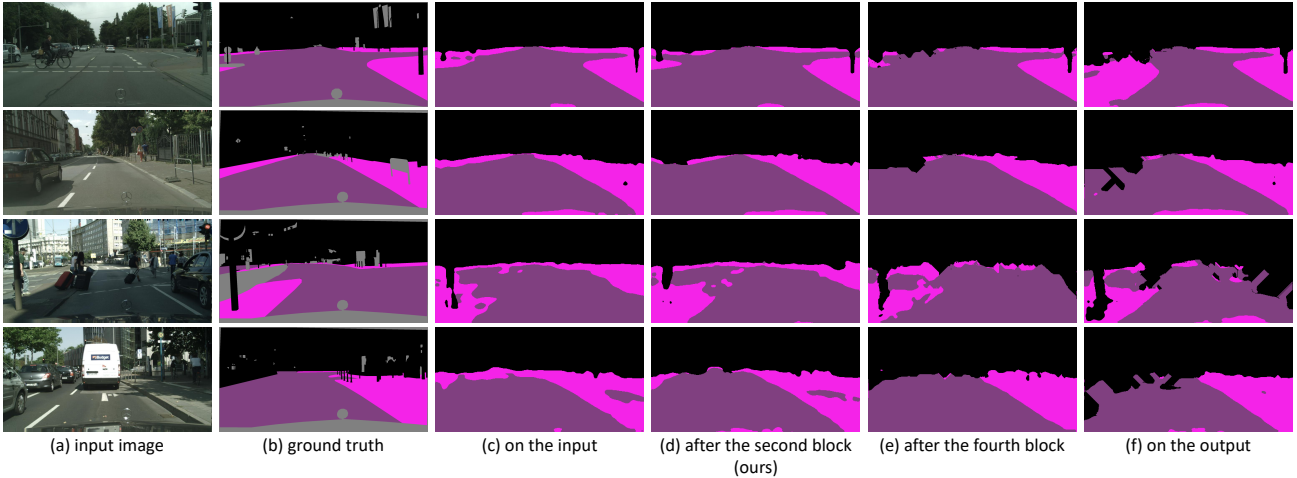 (a) input image
(b) ground truth
(c) on the input
(d) after the second block
(ours)
(e) after the fourth block
(f) on the output